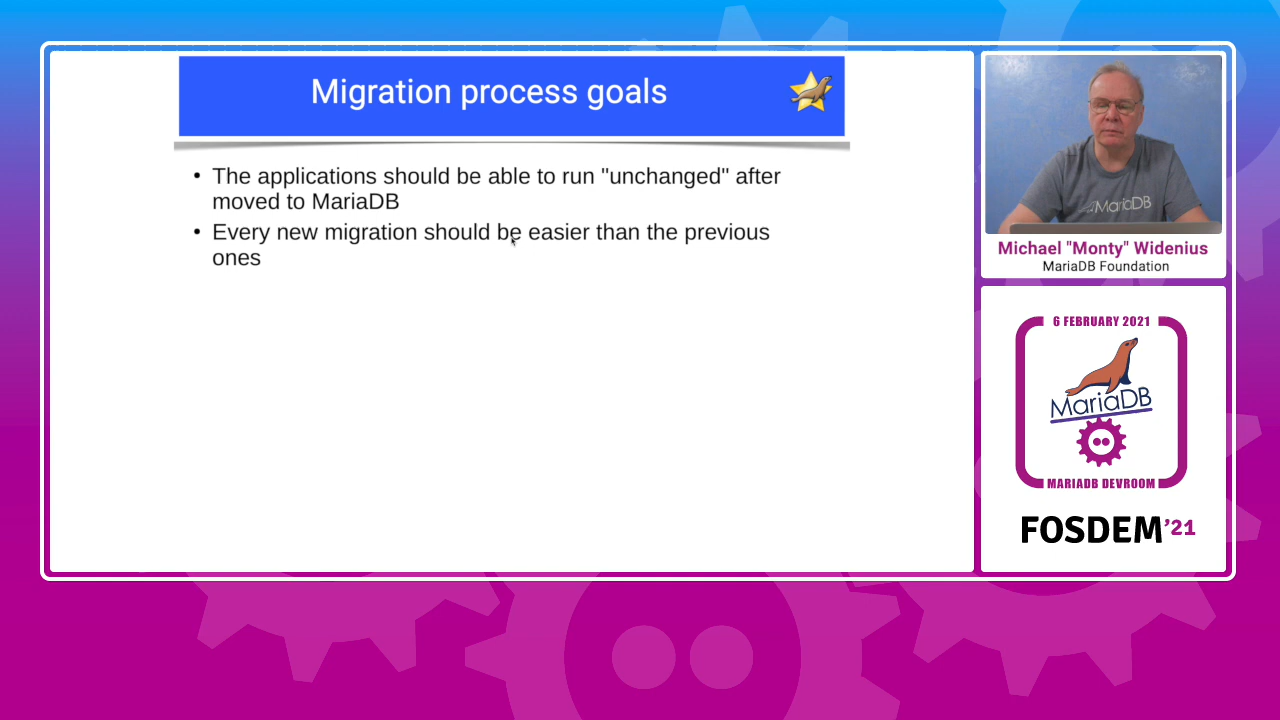 Migration process goals
• The applications should be able to run "unchanged" after
moved to MariaDB
• Every new migration should be easier than the previous
ones
MariaDB
Michael "Monty" Widenius
MariaDB Foundation
6 FEBRUARY 2021
MariaDB
MARIADB DEVROOM
FOSDEM'21